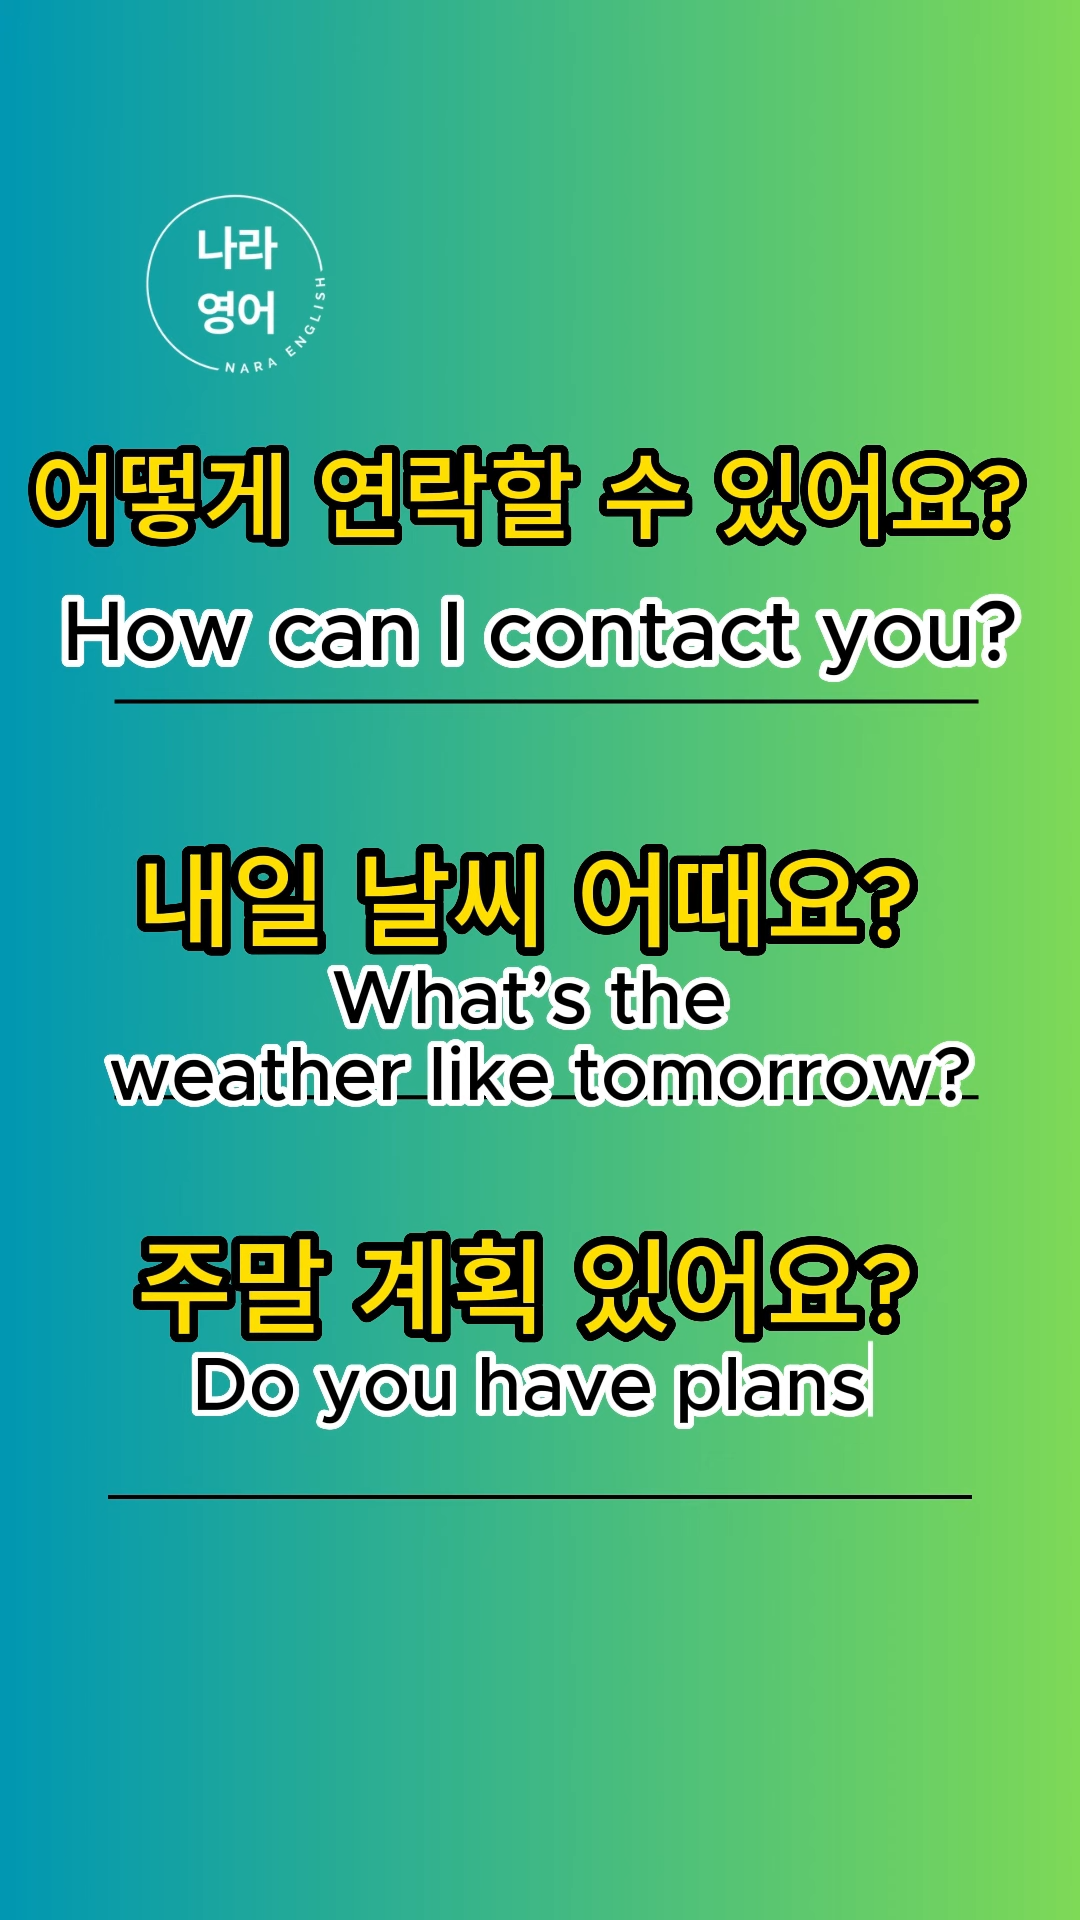 나라
영어
NARA ENGLISH
어떻게 연락할 수 있어요?
How can I contact you?
내일 날씨 어때요?
What’s the
weather like tomorrow?
주말 계획 있어요?
Do you have plans